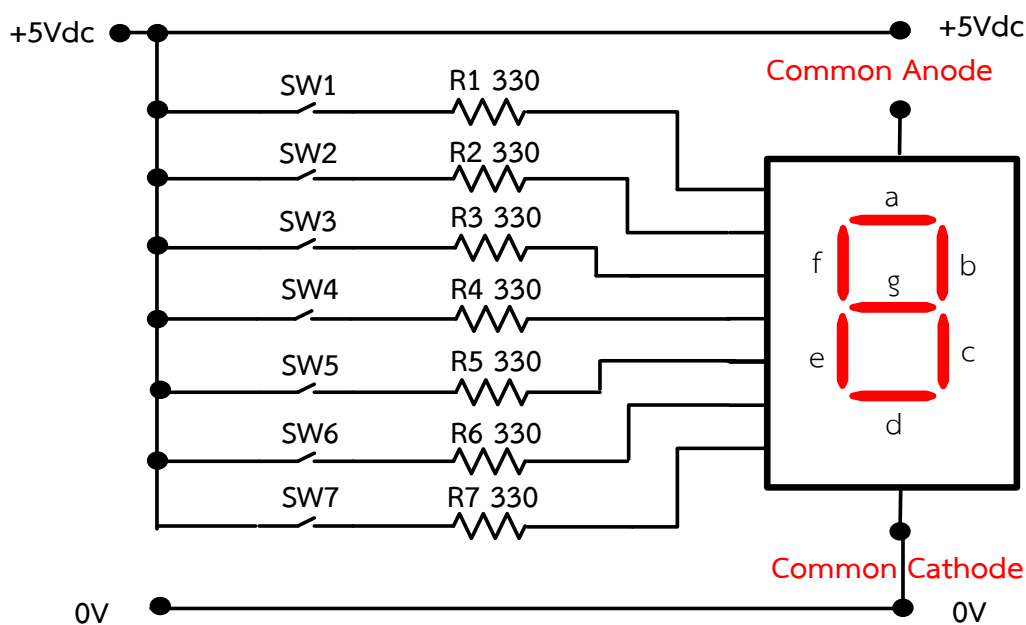 +5Vdc
+5Vdc
Common Anode
SW1
R1 330
SW2
R2 330
SW3
R3 330
SW4
R4 330
SW5
R5 330
SW6
R6 330
SW7
R7 330
a
f
b
g
e
c
d
Common Cathode
0V
0V